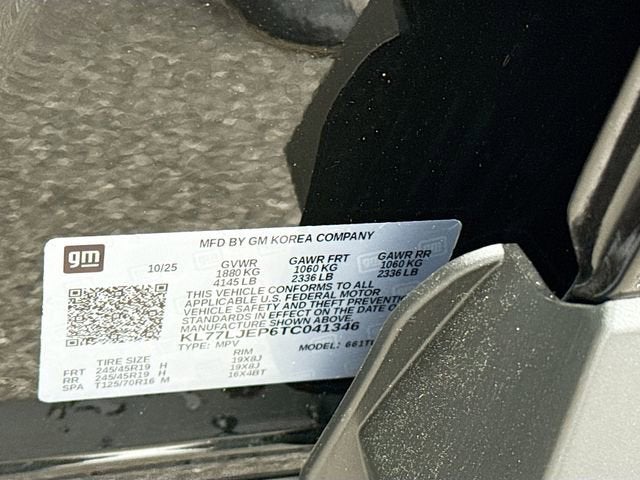 gm
MFD BY GM KOREA COMPANY
10/25
GVWR GAWR FRT GAWR RR
1880 KG 1060 KG 1060 KG
4145 LB 2336 LB 2336 LB
THIS VEHICLE CONFORMS TO ALL
APPLICABLE U.S. FEDERAL MOTOR
VEHICLE SAFETY AND THEFT PREVENTION
STANDARDS IN EFFECT ON THE DATE OF
MANUFACTURE SHOWN ABOVE.
KL77LJEP6TC041346
TYPE: MPV MODEL:
TIRE SIZE RIM
FRT 245/45R19 H 19X8J
RR 245/45R19 H 19X8J
SPA T125/70R16 M 16X4BT